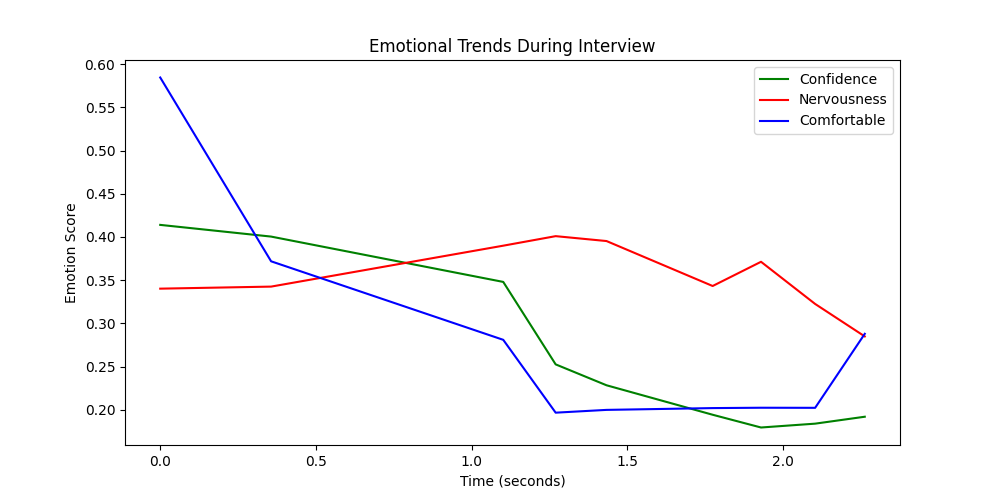 Emotional Trends During Interview
Confidence
Nervousness
Comfortable
Emotion Score
0.60
0.55
0.50
0.45
0.40
0.35
0.30
0.25
0.20
0.0
0.5
1.0
1.5
2.0
Time (seconds)